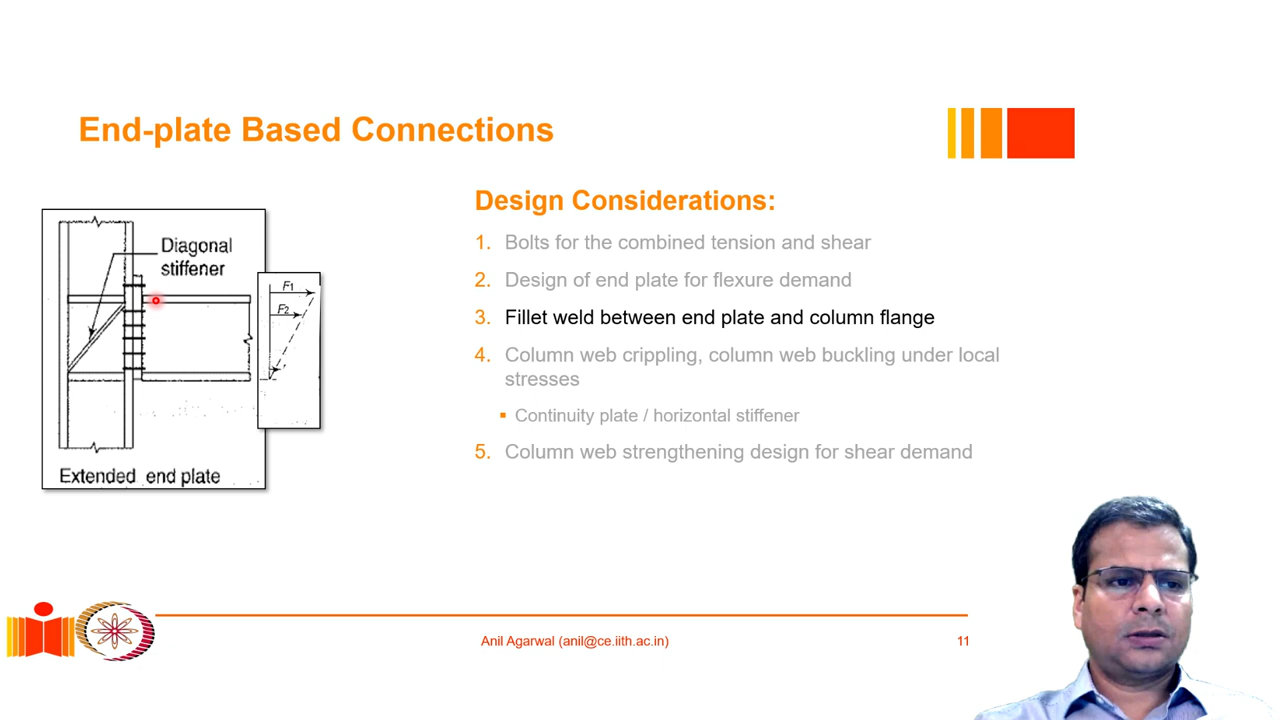 End-plate Based Connections
Design Considerations:
1. Bolts for the combined tension and shear
2. Design of end plate for flexure demand
3. Fillet weld between end plate and column flange
4. Column web crippling, column web buckling under local
stresses
▪ Continuity plate / horizontal stiffener
5. Column web strengthening design for shear demand
Diagonal
stiffener
F1
F2
Extended end plate
Anil Agarwal (anil@ce.iith.ac.in)
11